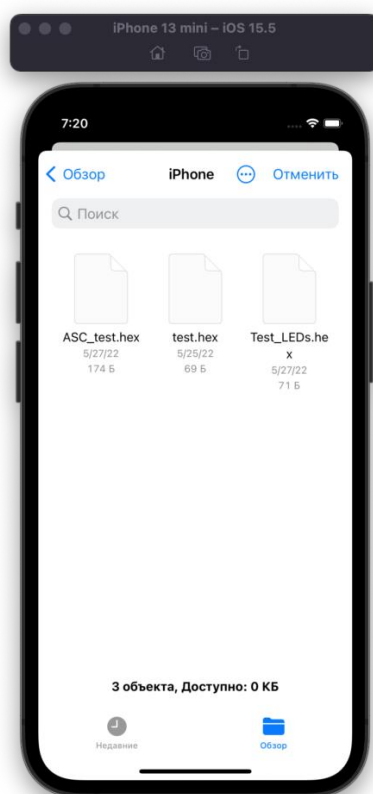 iPhone 13 mini – iOS 15.5
7:20
Обзор
iPhone
Отменить
Поиск
ASC_test.hex
5/27/22
174 Б
test.hex
5/25/22
69 Б
Test_LEDs.he
x
5/27/22
71 Б
3 объекта, Доступно: 0 КБ
Недавние
Обзор